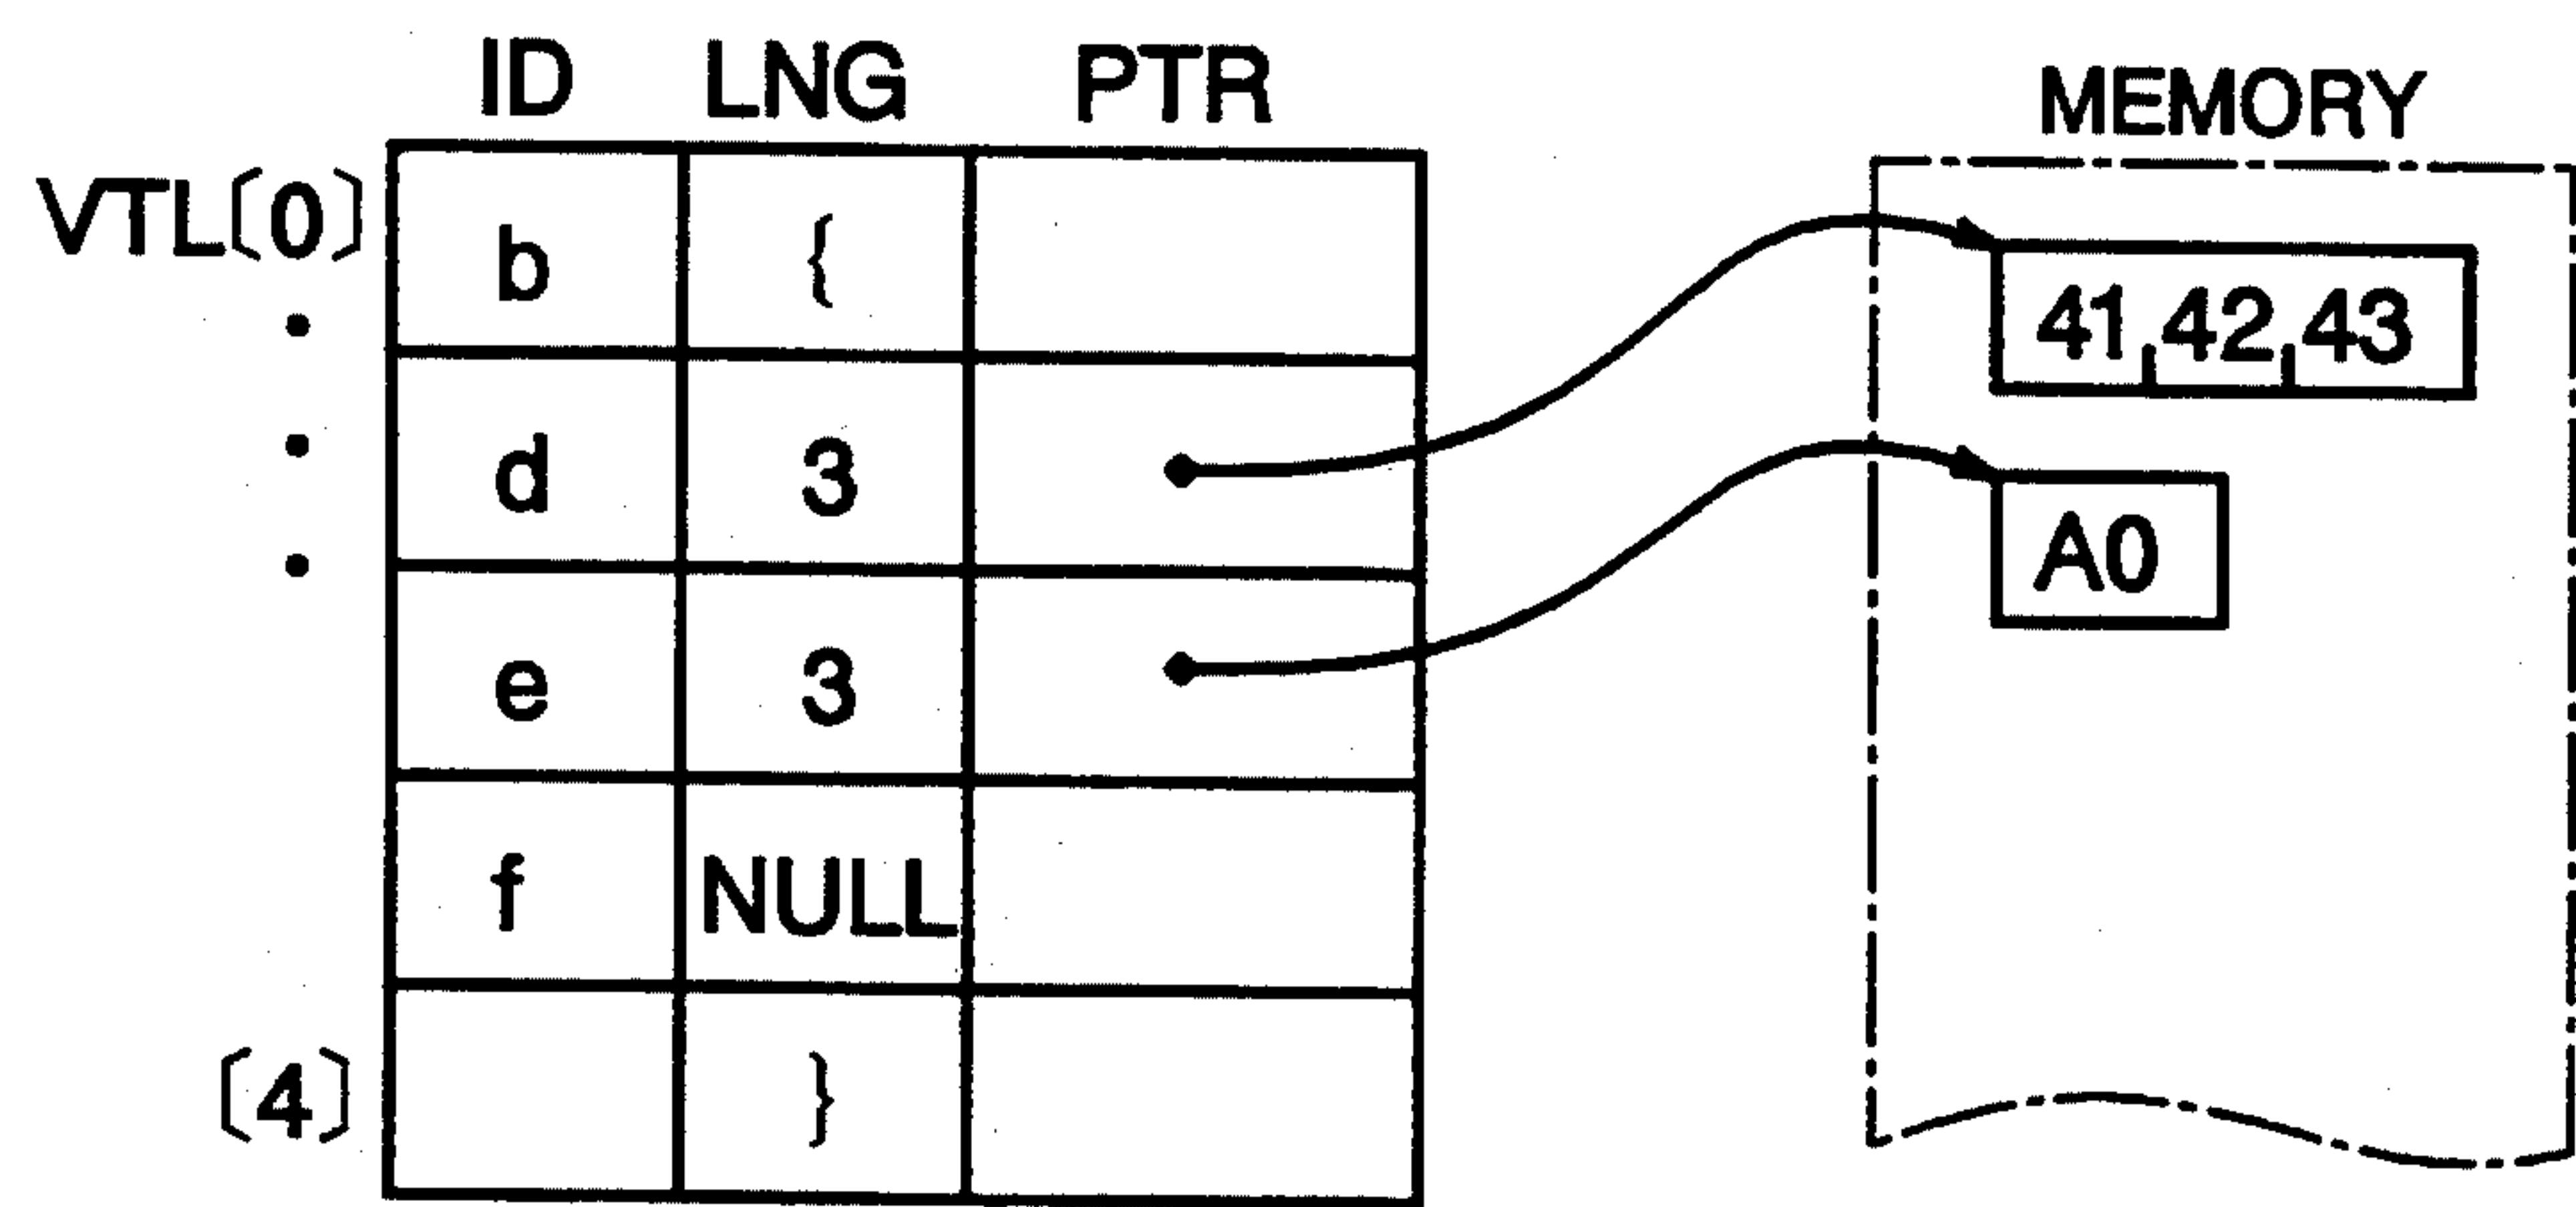 ID LNG PTR
MEMORY
VTL〔0〕 b {
d 3
41 42 43
e 3
A0
f NULL
〔4〕 }